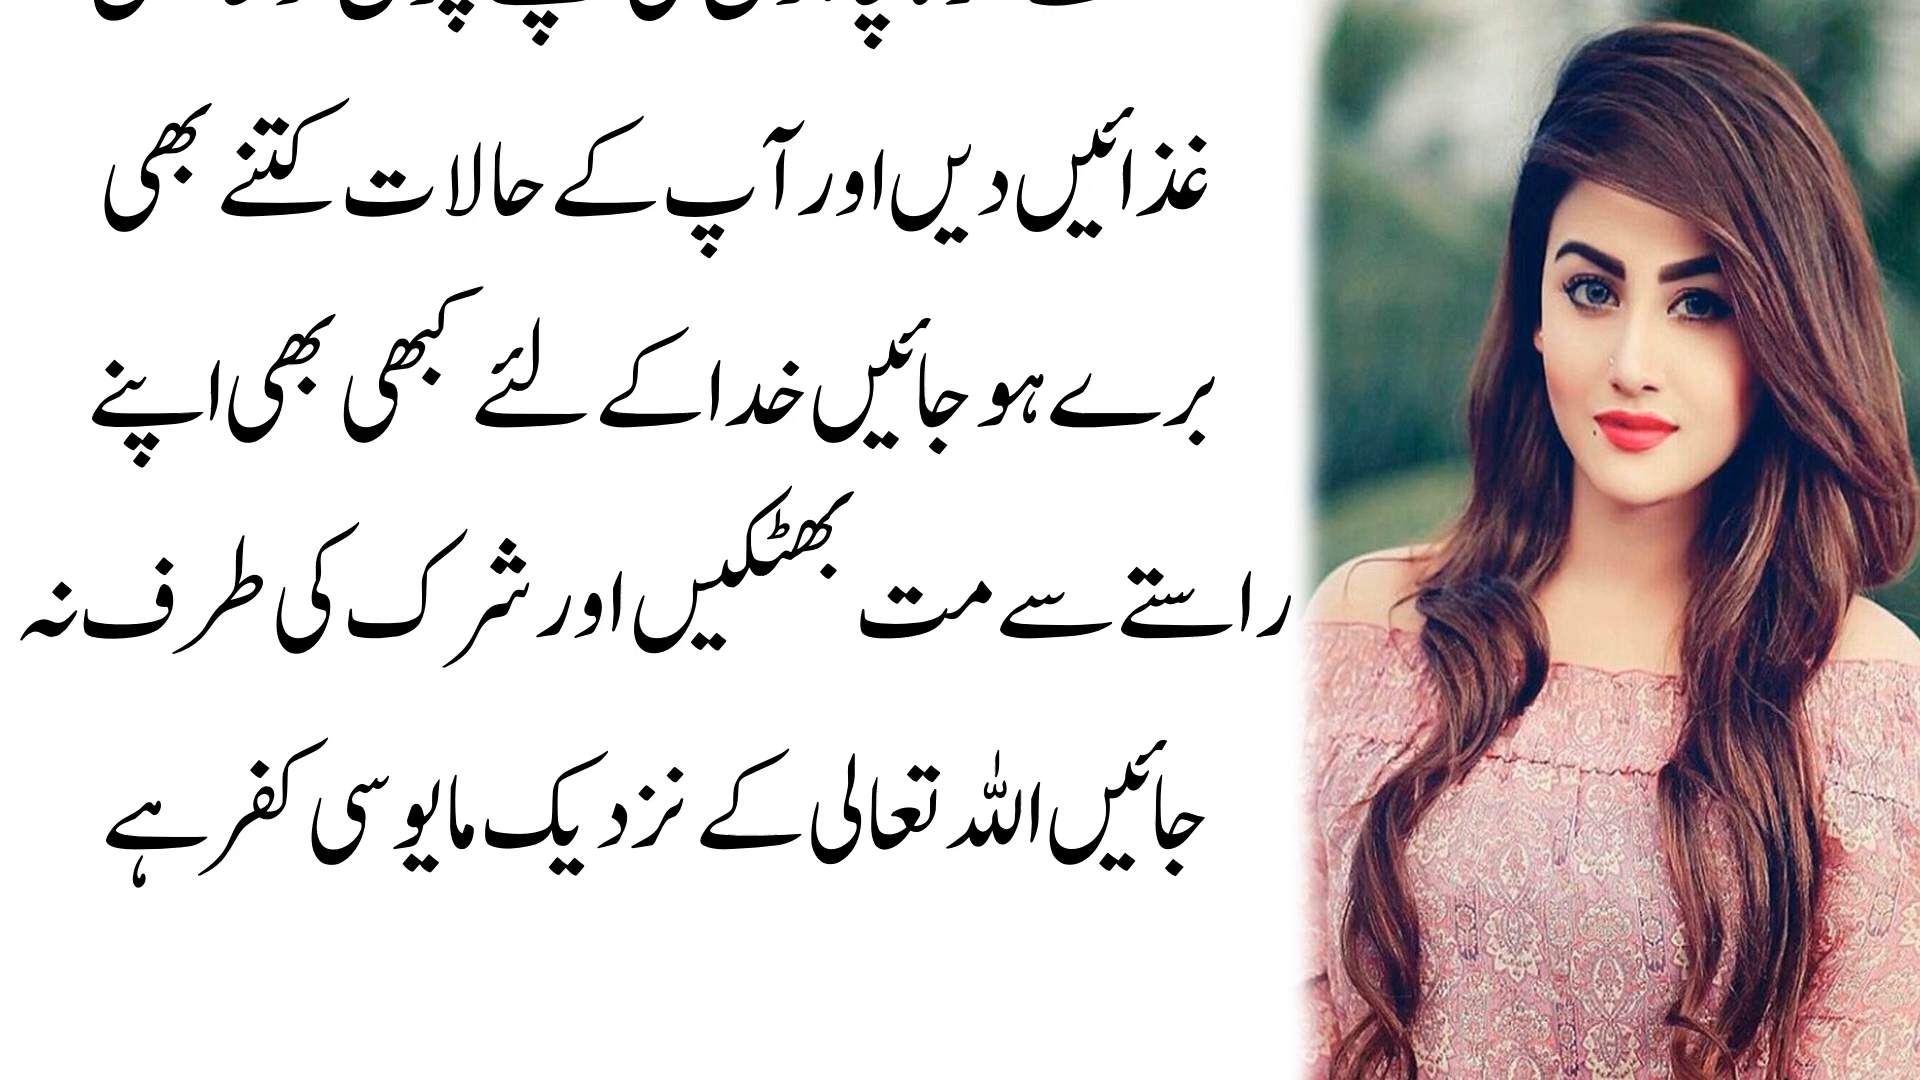 غذائیں دیں اور آپ کے حالات کتنے بھی
برے ہو جائیں خدا کے لئے کبھی بھی اپنے
راستے سے مت بھٹکیں اور شرک کی طرف نہ
جائیں اللہ تعالی کے نزدیک مایوسی کفر ہے